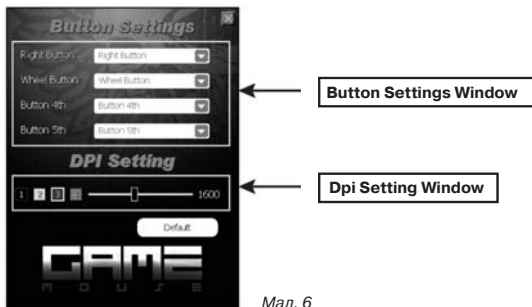 Button Settings
Right Button Right Button
Wheel Button Wheel Button
Button 4th Button 4th
Button 5th Button 5th
Button Settings Window
DPI Setting
1 2 3 1600
Dpi Setting Window
Default
GAME
MOUSE
Мал. 6